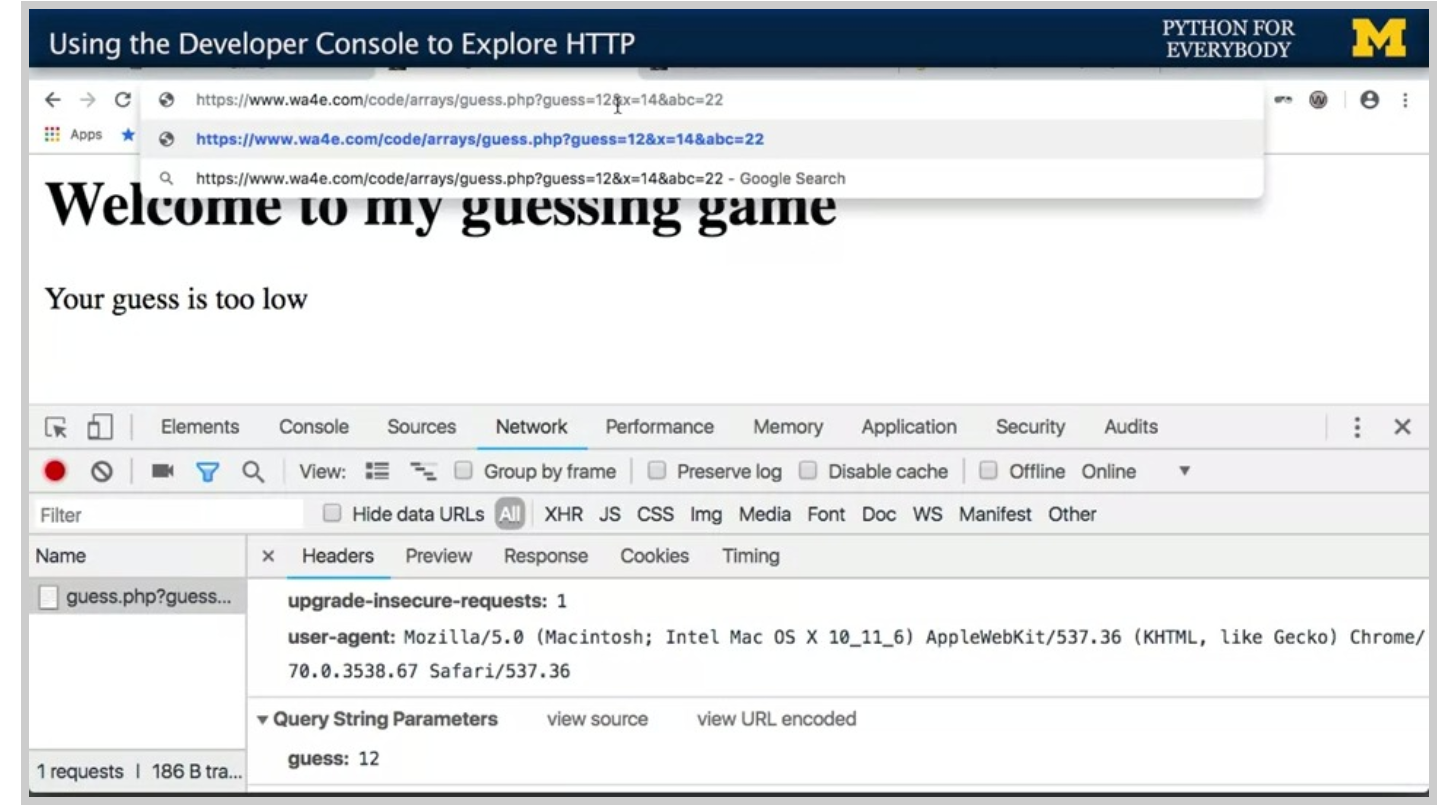 Using the Developer Console to Explore HTTP
PYTHON FOR
EVERYBODY
M
https://www.wa4e.com/code/arrays/guess.php?guess=12&x=14&abc=22
Apps
https://www.wa4e.com/code/arrays/guess.php?guess=12&x=14&abc=22
https://www.wa4e.com/code/arrays/guess.php?guess=12&x=14&abc=22 - Google Search
Welcome to my guessing game
Your guess is too low
Elements Console Sources Network Performance Memory Application Security Audits
View: Group by frame Preserve log Disable cache Offline Online
Filter Hide data URLs All XHR JS CSS Img Media Font Doc WS Manifest Other
Name × Headers Preview Response Cookies Timing
guess.php?guess...
upgrade-insecure-requests: 1
user-agent: Mozilla/5.0 (Macintosh; Intel Mac OS X 10_11_6) AppleWebKit/537.36 (KHTML, like Gecko) Chrome/
70.0.3538.67 Safari/537.36
Query String Parameters view source view URL encoded
guess: 12
1 requests | 186 B tra...